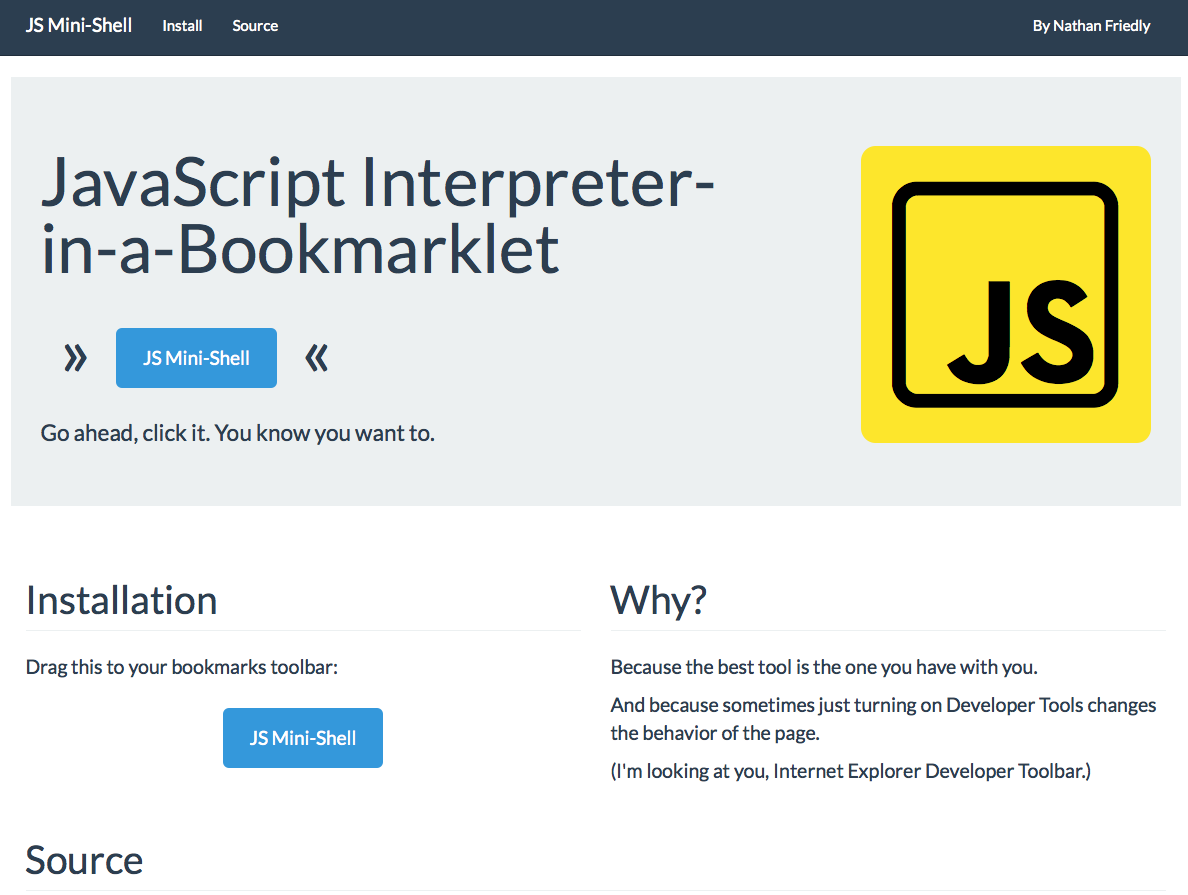 JS Mini-Shell Install Source By Nathan Friedly
JavaScript Interpreter-
in-a-Bookmarklet
» JS Mini-Shell «
Go ahead, click it. You know you want to.
JS
Installation
Drag this to your bookmarks toolbar:
JS Mini-Shell
Why?
Because the best tool is the one you have with you.
And because sometimes just turning on Developer Tools changes
the behavior of the page.
(I'm looking at you, Internet Explorer Developer Toolbar.)
Source